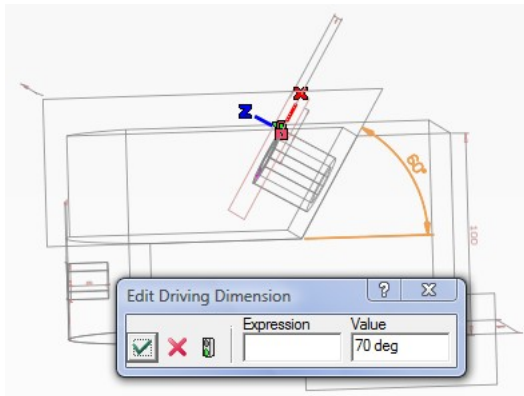 X
Z
60°
100
Edit Driving Dimension
?
Expression
Value
70 deg